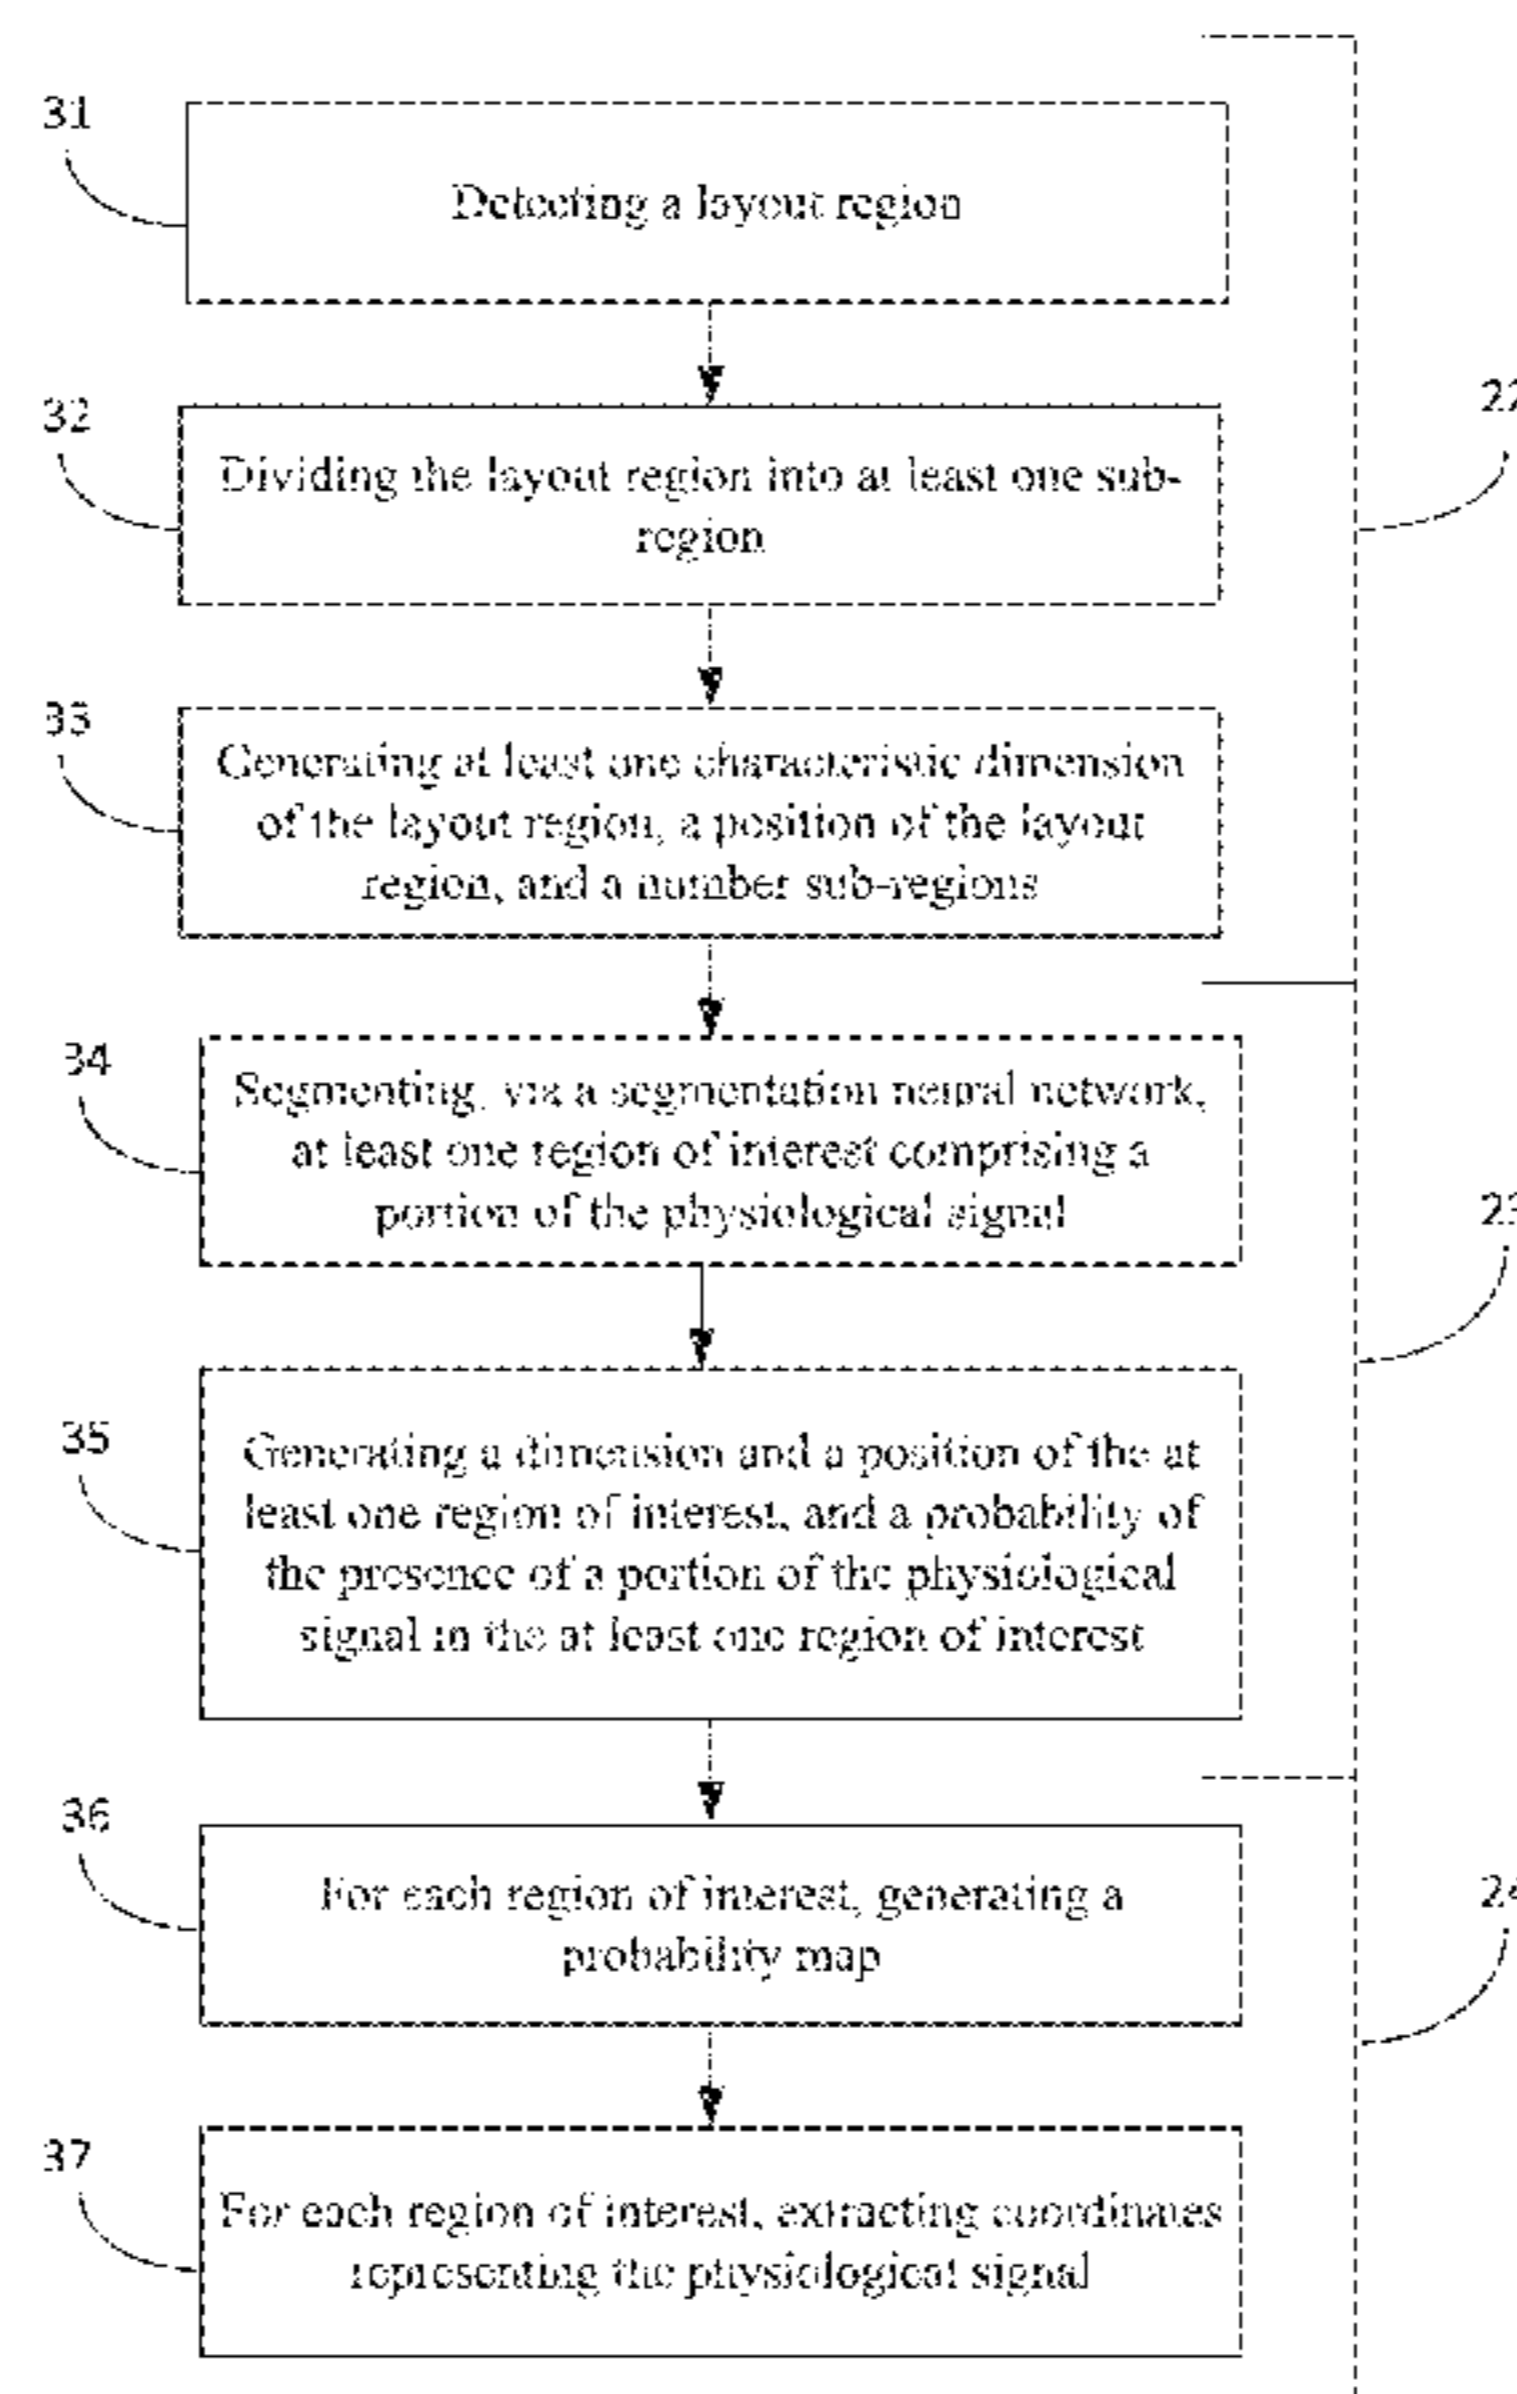 31
Detecting a layout region
32
22
Dividing the layout region into at least one sub-
region
33
Generating at least one characteristic dimension
of the layout region, a position of the layout
region, and a number sub-regions
34
Segmenting, via a segmentation neural network,
at least one region of interest comprising a
portion of the physiological signal
23
35
Generating a dimension and a position of the at
least one region of interest, and a probability of
the presence of a portion of the physiological
signal in the at least one region of interest
36
For each region of interest, generating a
probability map
24
37
For each region of interest, extracting coordinates
representing the physiological signal